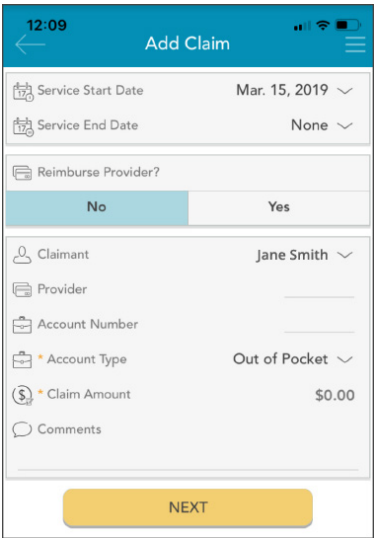 12:09
Add Claim
Service Start Date Mar. 15, 2019
Service End Date None
Reimburse Provider?
No Yes
Claimant Jane Smith
Provider
Account Number
* Account Type Out of Pocket
* Claim Amount $0.00
Comments
NEXT